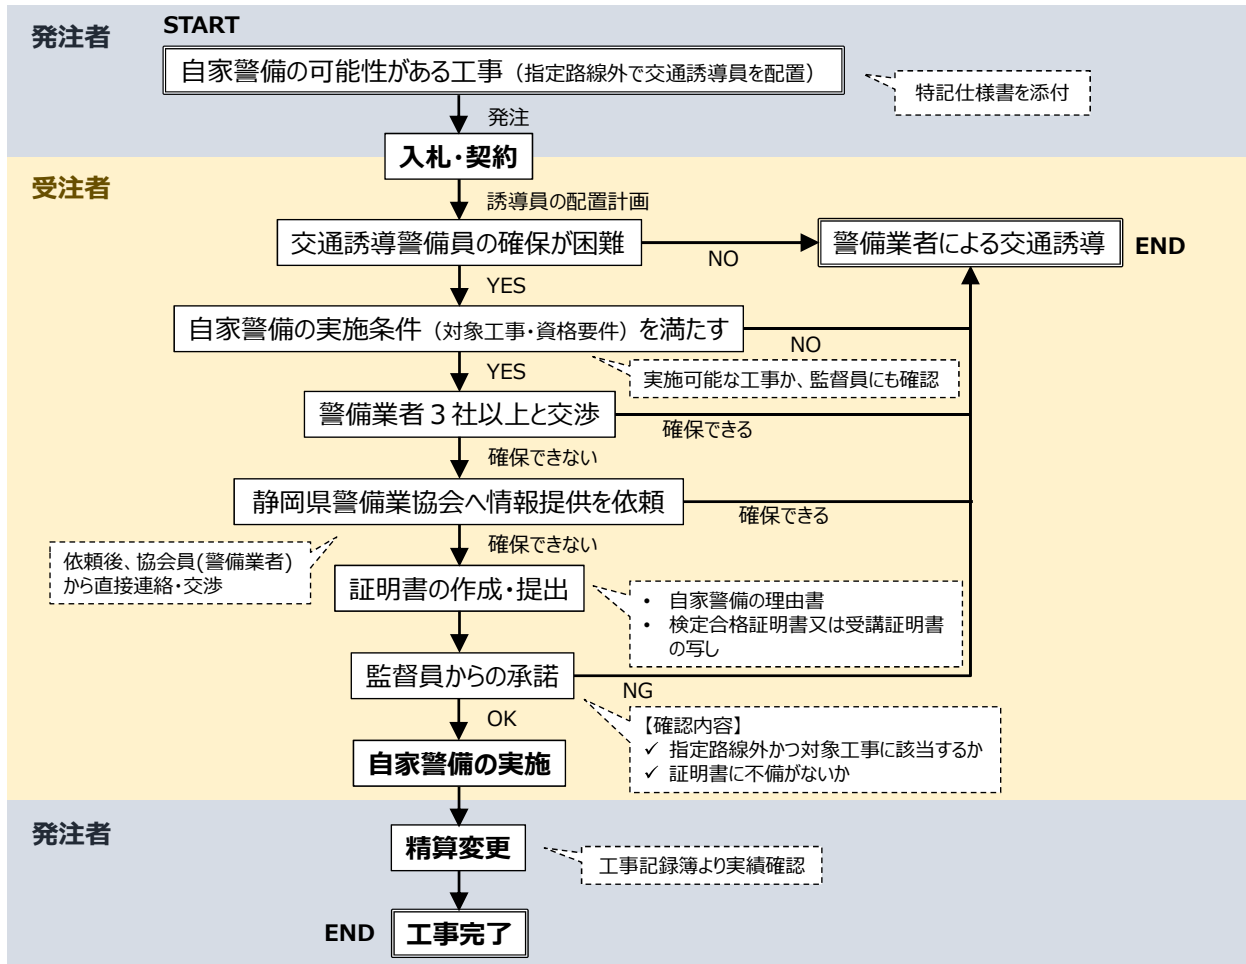 発注者
START
自家警備の可能性がある工事（指定路線外で交通誘導員を配置）
特記仕様書を添付
発注
入札・契約
受注者
誘導員の配置計画
交通誘導警備員の確保が困難
NO
警備業者による交通誘導
END
YES
自家警備の実施条件（対象工事・資格要件）を満たす
NO
実施可能な工事か、監督員にも確認
YES
警備業者３社以上と交渉
確保できる
確保できない
静岡県警備業協会へ情報提供を依頼
確保できる
確保できない
依頼後、協会員(警備業者)
から直接連絡・交渉
証明書の作成・提出
• 自家警備の理由書
• 検定合格証明書又は受講証明書
の写し
監督員からの承諾
NG
OK
【確認内容】
✓ 指定路線外かつ対象工事に該当するか
✓ 証明書に不備がないか
自家警備の実施
発注者
精算変更
工事記録簿より実績確認
END
工事完了